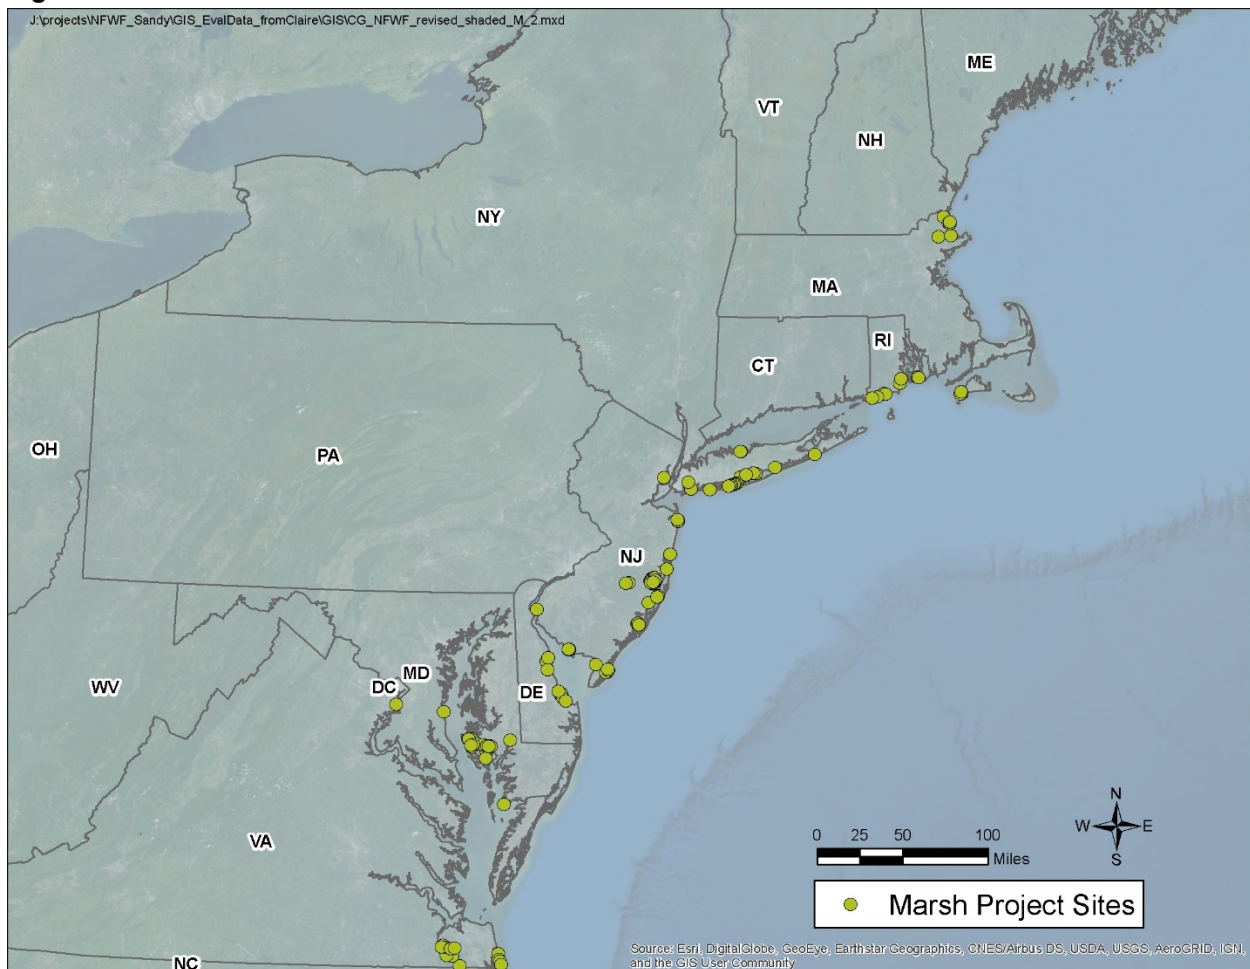 J:\projects\NFWF_Sandy\GIS_EvalData_fromClaire\GIS\CG_NFWF_revised_shaded_M_2.mxd
ME
VT
NH
NY
MA
RI
CT
OH
PA
NJ
MD
DC
DE
WV
VA
NC
N
W E
S
0 25 50 100
Miles
Marsh Project Sites
Source: Esri, DigitalGlobe, GeoEye, Earthstar Geographics, CNES/Airbus DS, USDA, USGS, AeroGRID, IGN,
and the GIS User Community